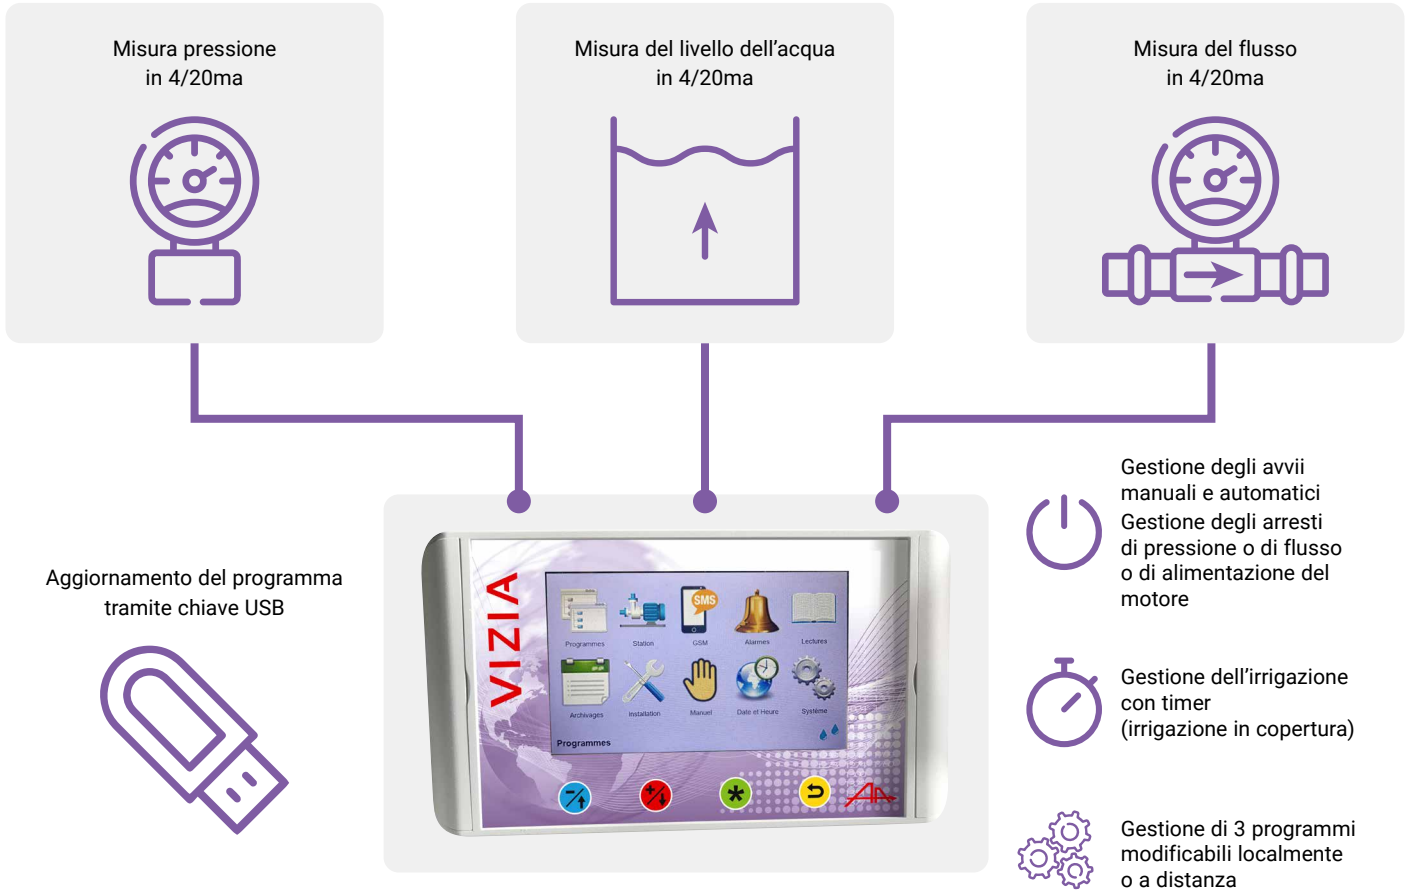 Misura pressione
in 4/20ma
Misura del livello dell'acqua
in 4/20ma
Misura del flusso
in 4/20ma
Gestione degli avvii
manuali e automatici
Gestione degli arresti
di pressione o di flusso
o di alimentazione del
motore
Aggiornamento del programma
tramite chiave USB
VIZIA
SMS
Programmes
Station
GSM
Alarmes
Lectures
Archivages
Installation
Manuel
Date et Heure
Système
Programmes
Gestione dell'irrigazione
con timer
(irrigazione in copertura)
Gestione di 3 programmi
modificabili localmente
o a distanza